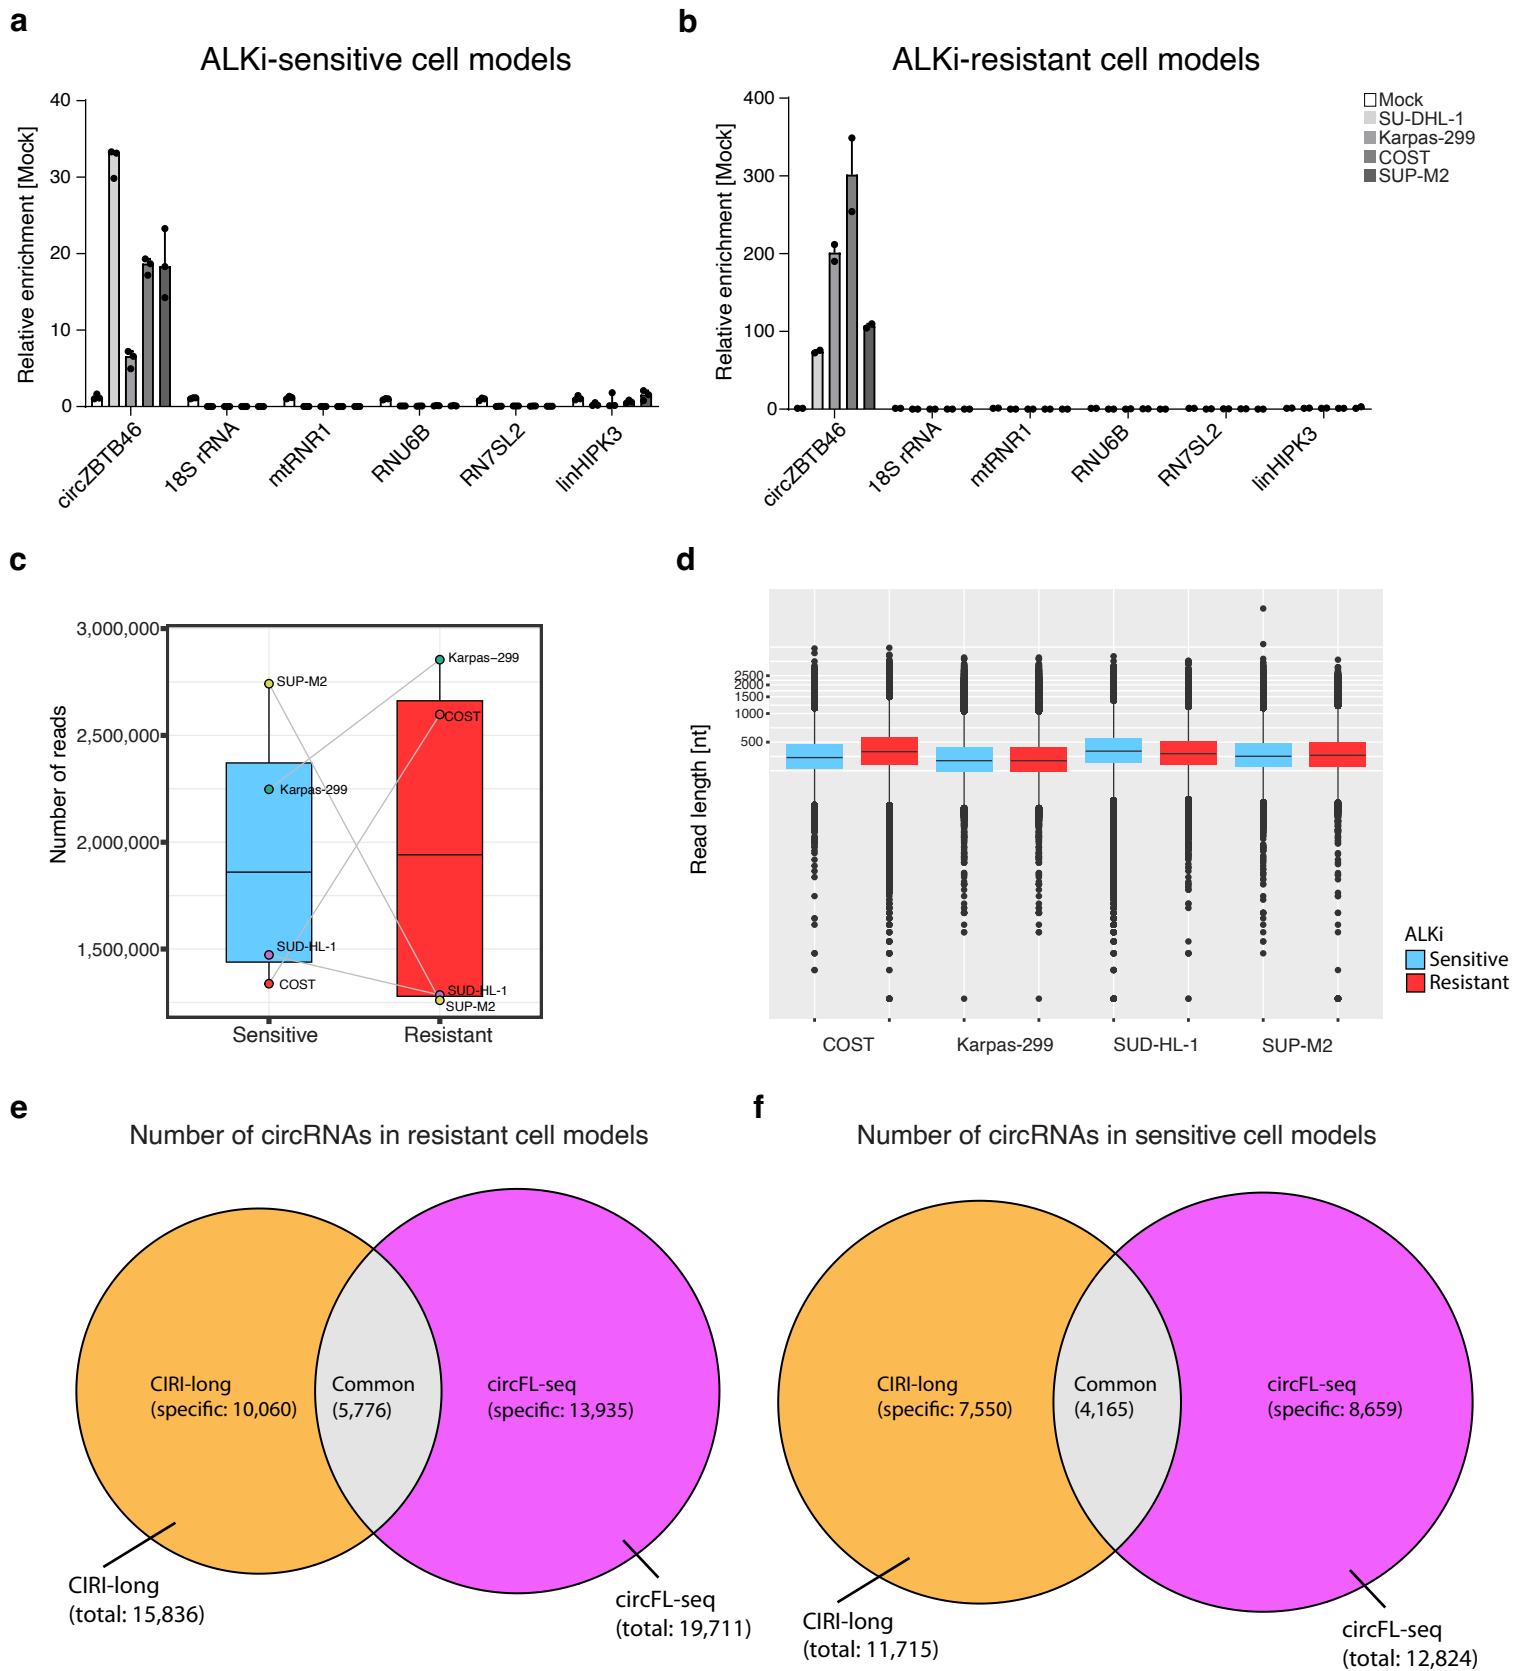 a
ALKi-sensitive cell models
Relative enrichment [Mock]
40
30
20
10
0
circZBTB46
18S rRNA
mtRNR1
RNU6B
RN7SL2
linHIPK3
b
ALKi-resistant cell models
Relative enrichment [Mock]
400
300
200
100
0
circZBTB46
18S rRNA
mtRNR1
RNU6B
RN7SL2
linHIPK3
Mock
SU-DHL-1
Karpas-299
COST
SUP-M2
c
Number of reads
3,000,000
2,500,000
2,000,000
1,500,000
SUP-M2
Karpas-299
SUD-HL-1
COST
Karpas-299
COST
SUD-HL-1
SUP-M2
Sensitive
Resistant
d
Read length [nt]
2500
2000
1500
1000
500
COST
Karpas-299
SUD-HL-1
SUP-M2
ALKi
Sensitive
Resistant
e
Number of circRNAs in resistant cell models
CIRI-long
(specific: 10,060)
Common
(5,776)
circFL-seq
(specific: 13,935)
CIRI-long
(total: 15,836)
circFL-seq
(total: 19,711)
f
Number of circRNAs in sensitive cell models
CIRI-long
(specific: 7,550)
Common
(4,165)
circFL-seq
(specific: 8,659)
CIRI-long
(total: 11,715)
circFL-seq
(total: 12,824)